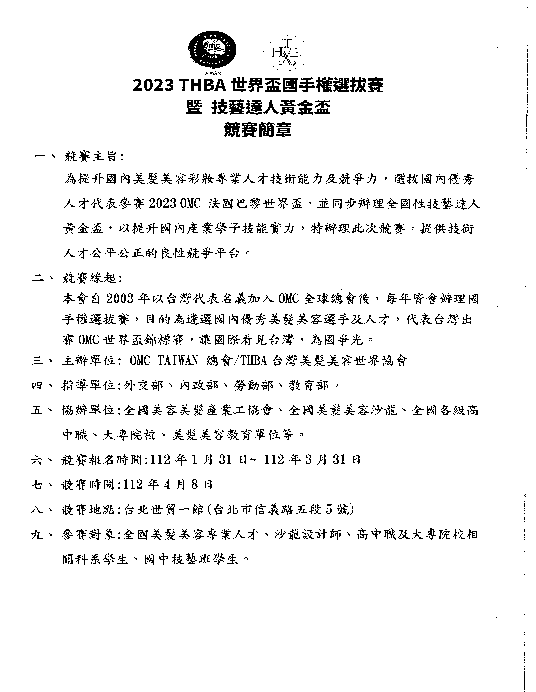 2023 THBA 世界盃國手權選拔賽
暨 技藝達人黃金盃
競賽簡章
一、競賽主旨:
為提升國內美髮美容彩妝專業人才技術能力及競爭力，選拔國內優秀
人才代表參賽 2023 OMC 法國巴黎世界盃，並同步辦理全國性技藝達人
黃金盃，以提升國內產業學子技能實力，特辦理此次競賽。提供技術
人才公平公正的良性競爭平台。
二、競賽緣起:
本會自 2003 年以台灣代表名義加入 OMC 全球總會後，每年皆會辦理國
手權選拔賽，目的為遴選國內優秀美髮美容選手及人才，代表台灣出
賽 OMC 世界盃錦標賽，讓國際看見台灣，為國爭光。
三、主辦單位: OMC TAIWAN 總會/THBA 台灣美髮美容世界協會
四、指導單位:外交部、內政部、勞動部、教育部。
五、協辦單位:全國美容美髮產業工協會、全國美髮美容沙龍、全國各級高
中職、大專院校、美髮美容教育單位等。
六、競賽報名時間:112 年 1 月 31 日~ 112 年 3 月 31 日
七、競賽時間:112 年 4 月 8 日
八、競賽地點:台北世貿一館(台北市信義路五段 5 號)
九、參賽對象:全國美髮美容專業人才、沙龍設計師、高中職及大專院校相
關科系學生、國中技藝班學生。